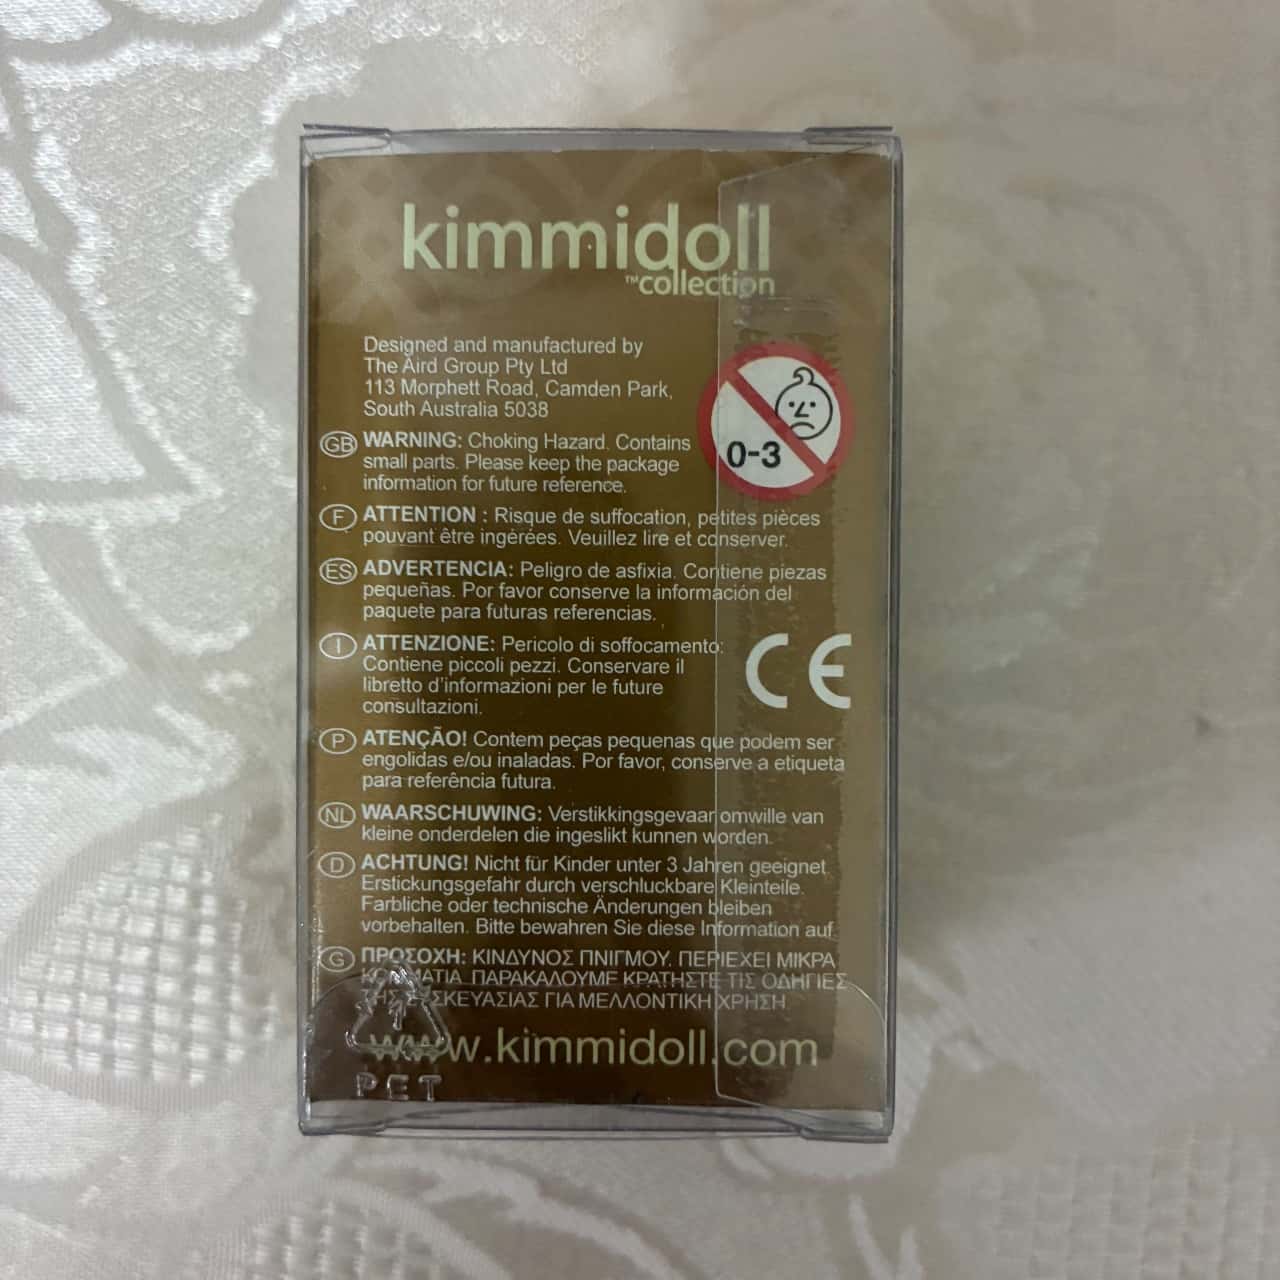 kimmidoll
™collection
Designed and manufactured by
The Aird Group Pty Ltd
113 Morphett Road, Camden Park,
South Australia 5038
0-3
GB WARNING: Choking Hazard. Contains
small parts. Please keep the package
information for future reference.
F ATTENTION : Risque de suffocation, petites pièces
pouvant être ingérées. Veuillez lire et conserver.
ES ADVERTENCIA: Peligro de asfixia. Contiene piezas
pequeñas. Por favor conserve la información del
paquete para futuras referencias.
I ATTENZIONE: Pericolo di soffocamento:
Contiene piccoli pezzi. Conservare il
libretto d'informazioni per le future
consultazioni.
CE
P ATENÇÃO! Contem peças pequenas que podem ser
engolidas e/ou inaladas. Por favor, conserve a etiqueta
para referência futura.
NL WAARSCHUWING: Verstikkingsgevaar omwille van
kleine onderdelen die ingeslikt kunnen worden.
D ACHTUNG! Nicht für Kinder unter 3 Jahren geeignet.
Erstickungsgefahr durch verschluckbare Kleinteile.
Farbliche oder technische Änderungen bleiben
vorbehalten. Bitte bewahren Sie diese Information auf.
G ΠΡΟΣΟΧΗ: ΚΙΝΔΥΝΟΣ ΠΝΙΓΜΟΥ. ΠΕΡΙΕΧΕΙ ΜΙΚΡΑ
ΠΑΡΑΚΑΛΟΥΜΕ ΚΡΑΤΗΣΤΕ ΤΙΣ ΟΔΗΓΙΕΣ
ΤΗΣ ΣΥΣΚΕΥΑΣΙΑΣ ΓΙΑ ΜΕΛΛΟΝΤΙΚΗ ΧΡΗΣΗ.
www.kimmidoll.com
1
PET